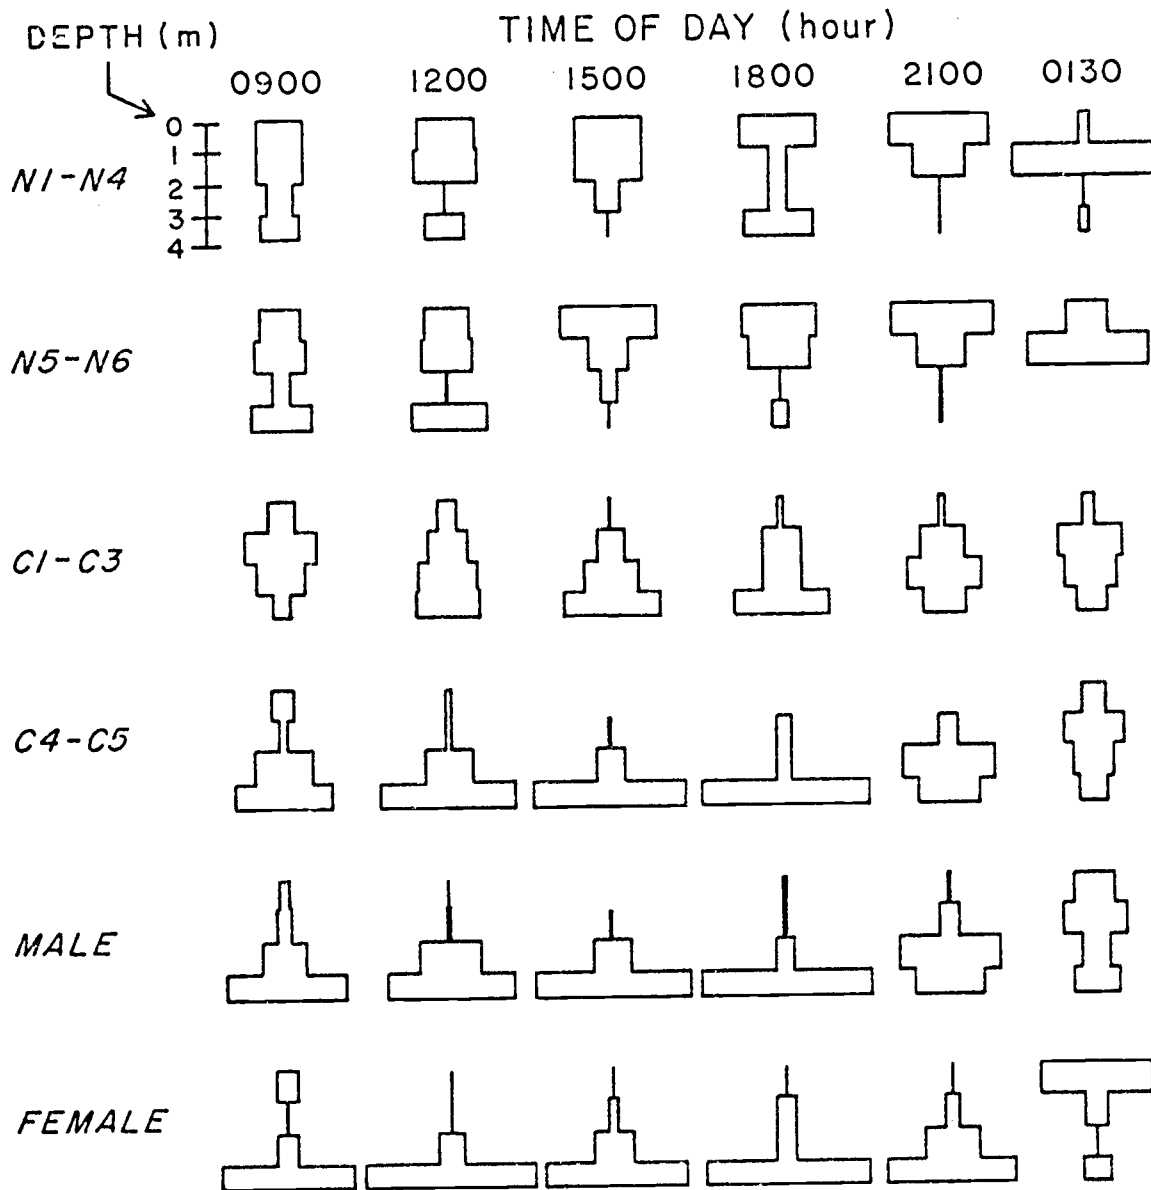 TIME OF DAY (hour)
DEPTH (m)
0900 1200 1500 1800 2100 0130
0
1
2
3
4
N1-N4
N5-N6
C1-C3
C4-C5
MALE
FEMALE